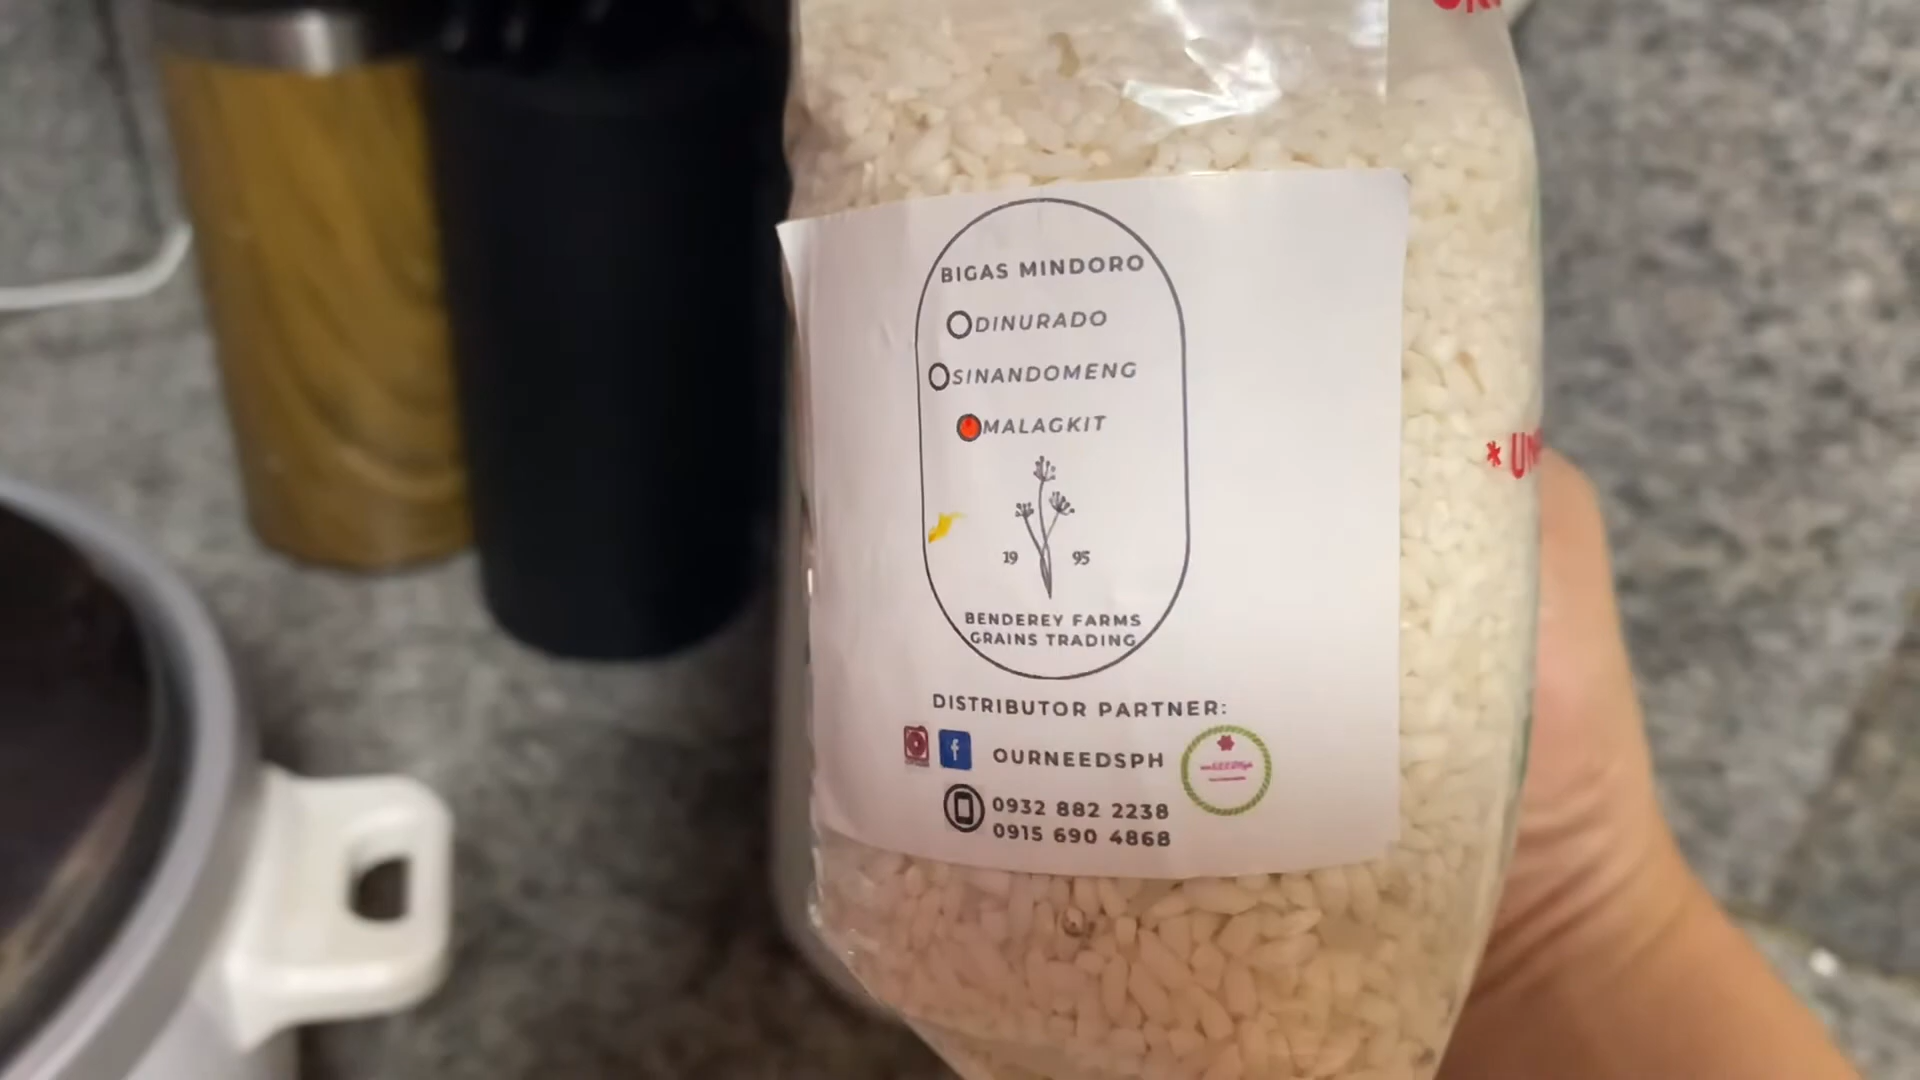 BIGAS MINDORO
DINURADO
SINANDOMENG
MALAGKIT
19 95
BENDEREY FARMS
GRAINS TRADING
DISTRIBUTOR PARTNER:
OURNEEDSPH
0932 882 2238
0915 690 4868